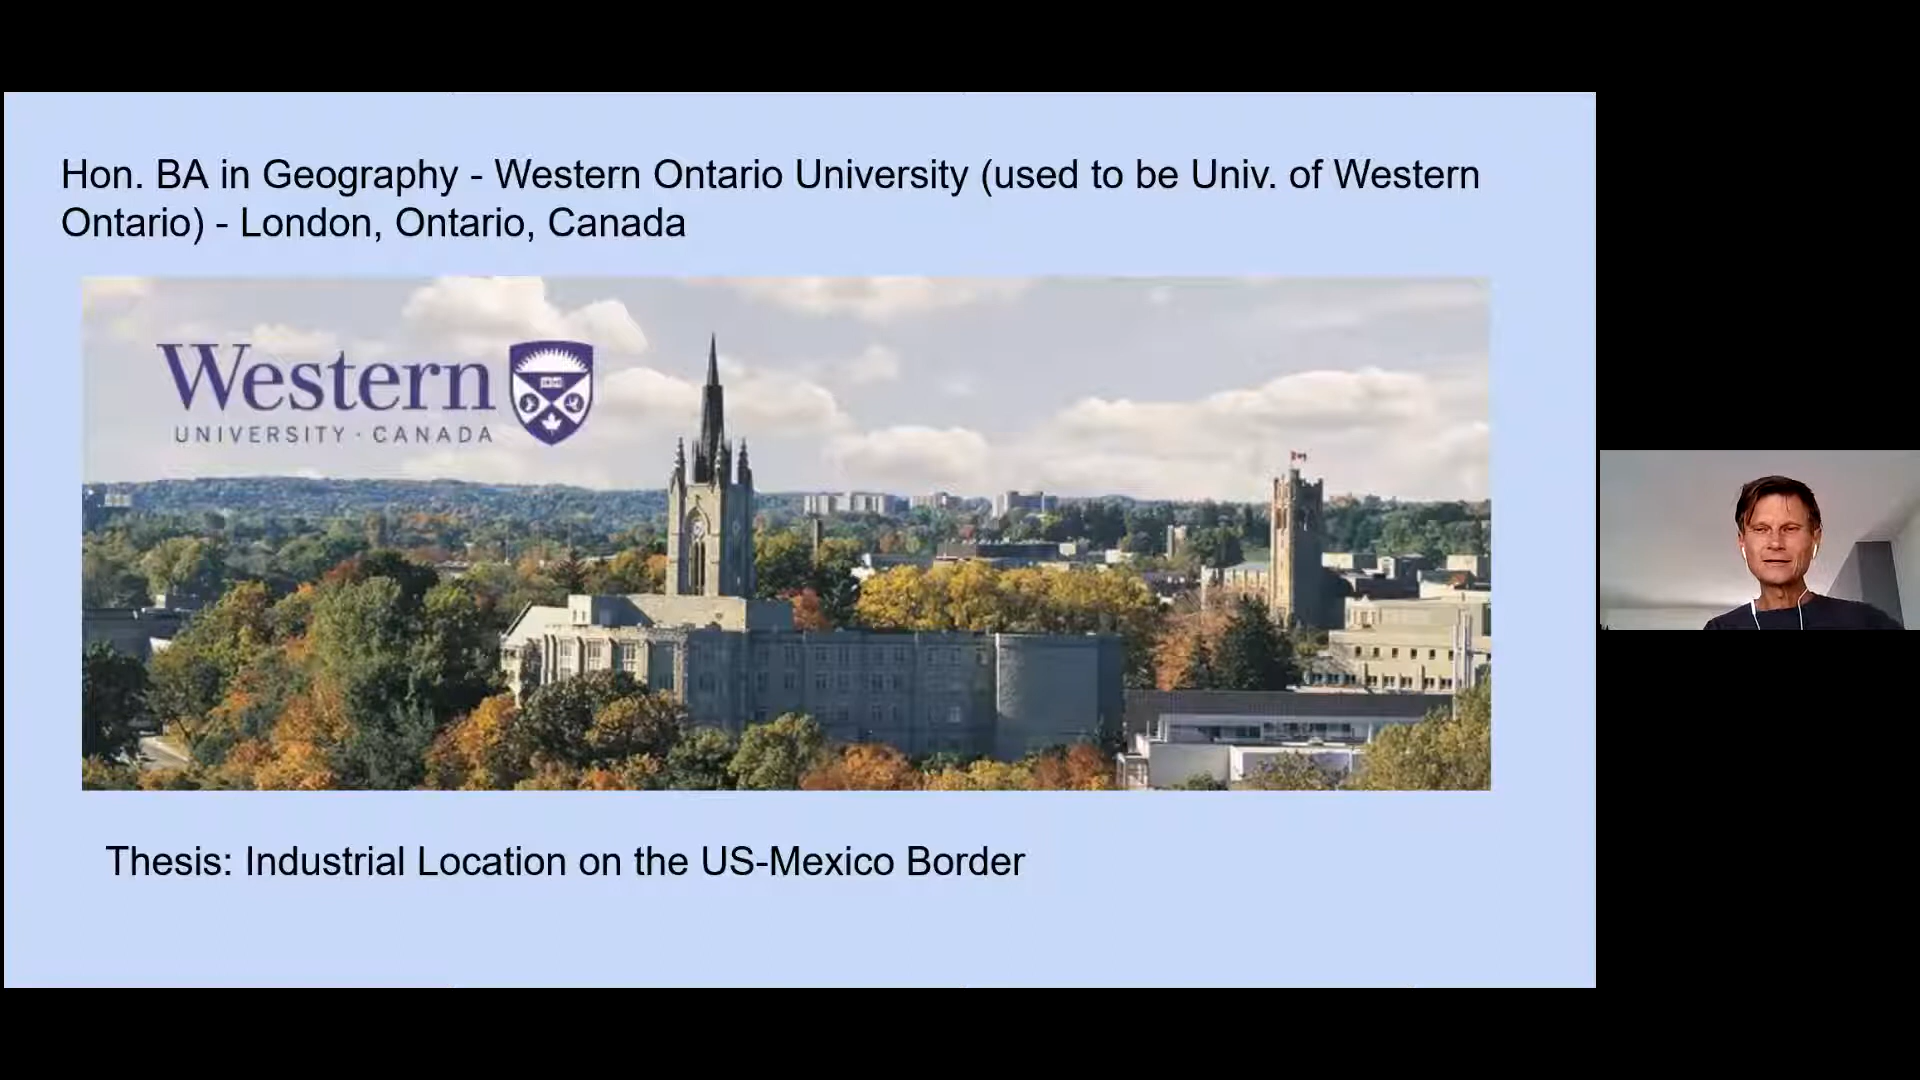 Hon. BA in Geography - Western Ontario University (used to be Univ. of Western
Ontario) - London, Ontario, Canada
Western
UNIVERSITY · CANADA
Thesis: Industrial Location on the US-Mexico Border